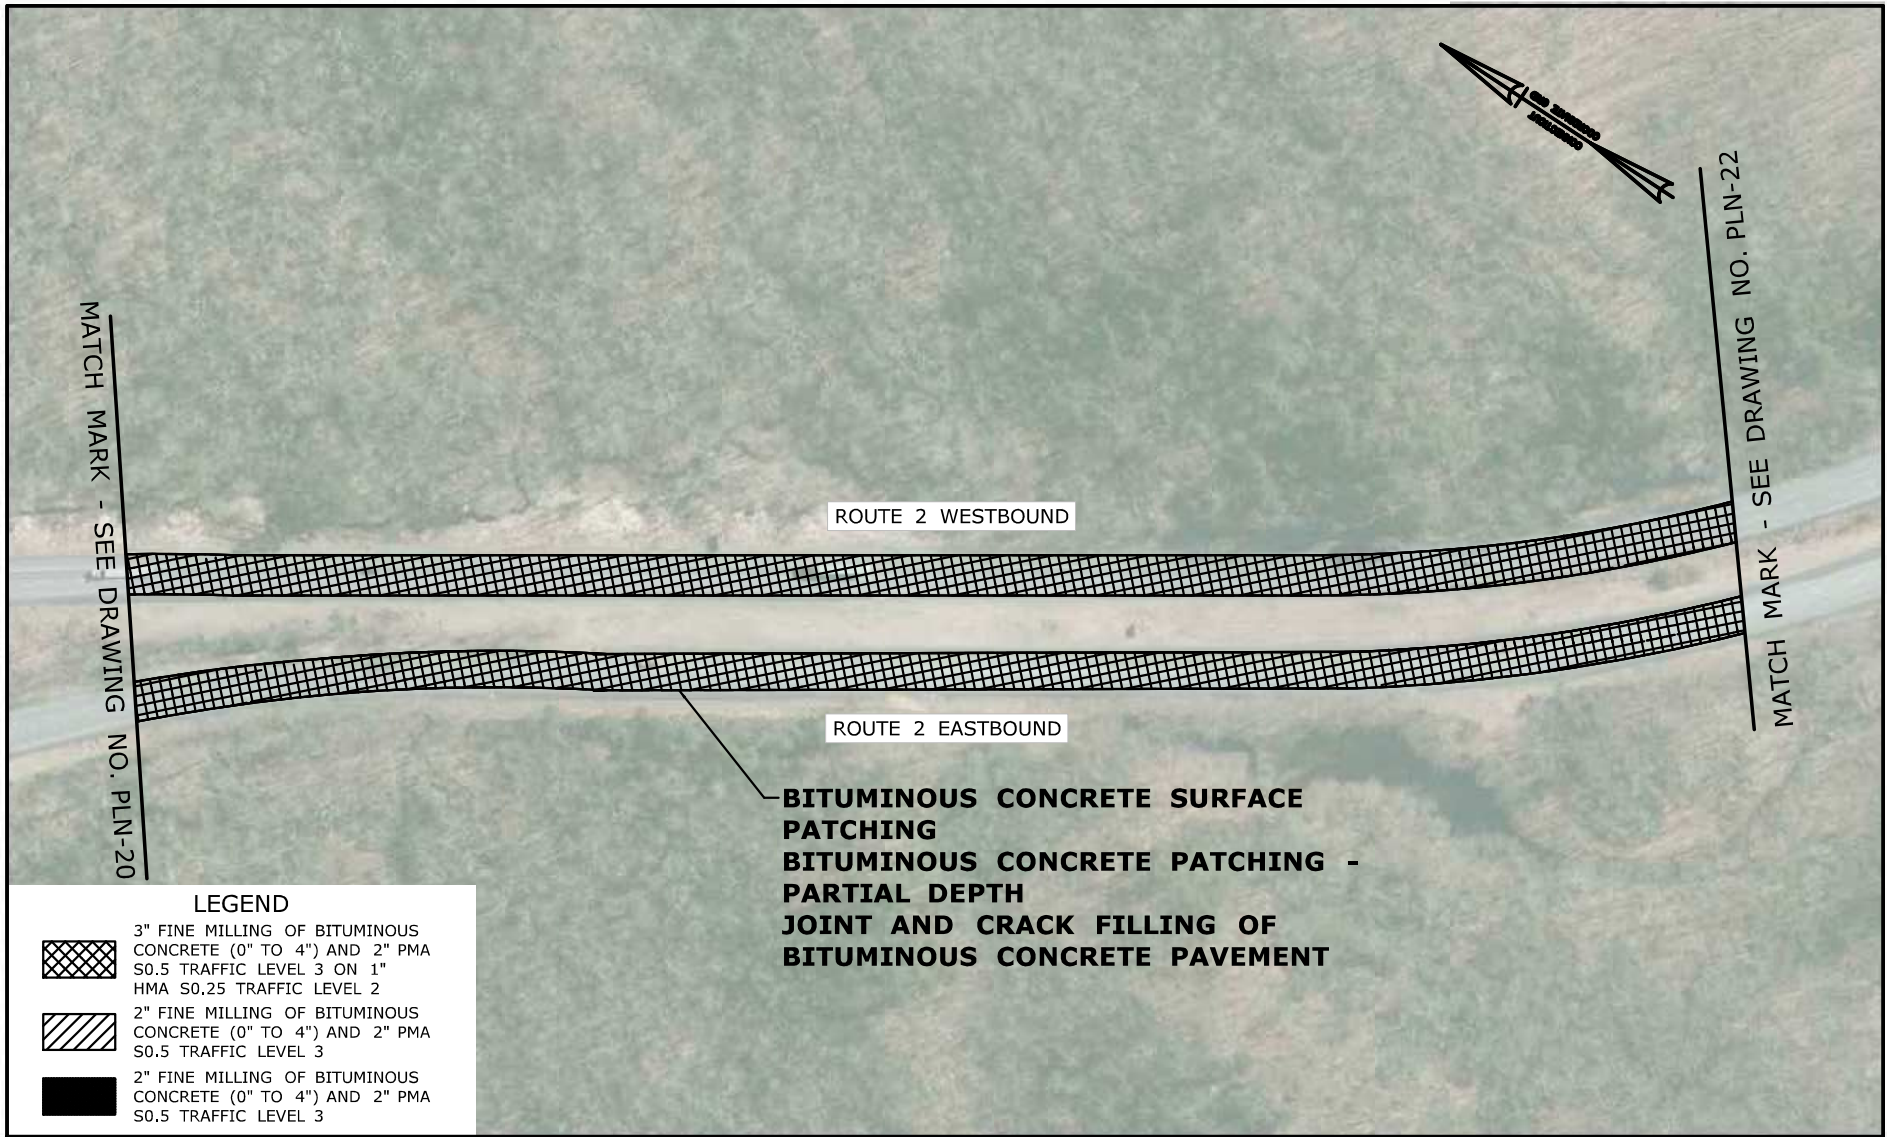 CONNECTICUT
COORDINATE GRID
MATCH MARK - SEE DRAWING NO. PLN-22
MATCH MARK - SEE DRAWING NO. PLN-20
ROUTE 2 WESTBOUND
ROUTE 2 EASTBOUND
BITUMINOUS CONCRETE SURFACE
PATCHING
BITUMINOUS CONCRETE PATCHING -
PARTIAL DEPTH
JOINT AND CRACK FILLING OF
BITUMINOUS CONCRETE PAVEMENT
LEGEND
3" FINE MILLING OF BITUMINOUS
CONCRETE (0" TO 4") AND 2" PMA
S0.5 TRAFFIC LEVEL 3 ON 1"
HMA S0.25 TRAFFIC LEVEL 2
2" FINE MILLING OF BITUMINOUS
CONCRETE (0" TO 4") AND 2" PMA
S0.5 TRAFFIC LEVEL 3
2" FINE MILLING OF BITUMINOUS
CONCRETE (0" TO 4") AND 2" PMA
S0.5 TRAFFIC LEVEL 3